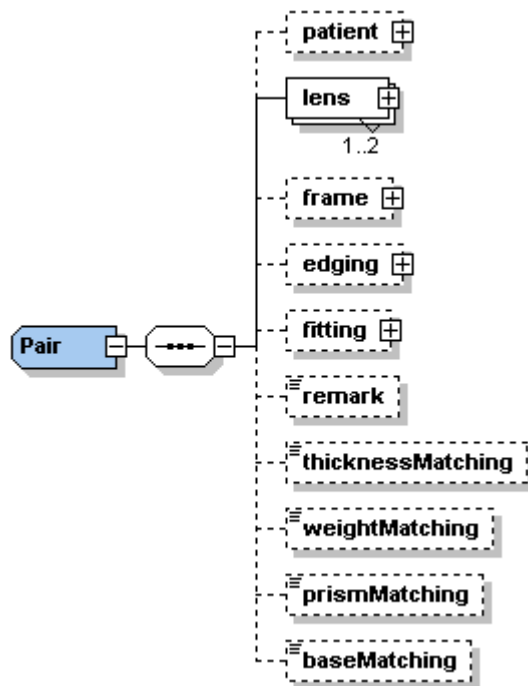 patient
lens
1..2
frame
edging
fitting
Pair
remark
thicknessMatching
weightMatching
prismMatching
baseMatching